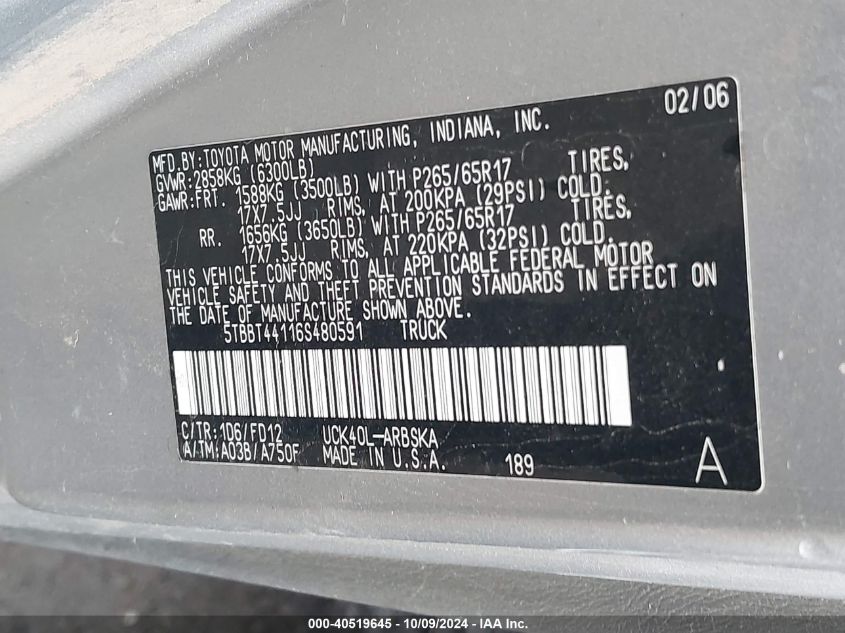 02/06
MFD.BY:TOYOTA MOTOR MANUFACTURING, INDIANA, INC.
GVWR:2858KG (6300LB)
GAWR:FRT. 1588KG (3500LB) WITH P265/65R17 TIRES,
17X7.5JJ RIMS, AT 200KPA (29PSI) COLD.
RR. 1656KG (3650LB) WITH P265/65R17 TIRES,
17X7.5JJ RIMS, AT 220KPA (32PSI) COLD.
THIS VEHICLE CONFORMS TO ALL APPLICABLE FEDERAL MOTOR
VEHICLE SAFETY AND THEFT PREVENTION STANDARDS IN EFFECT ON
THE DATE OF MANUFACTURE SHOWN ABOVE.
5TBBT44116S480591 TRUCK
C/TR:1D6/FD12 UCK40L-ARBSKA
A/TM:A03B/A750F MADE IN U.S.A. 189 A
000-40519645 - 10/09/2024 - COPYRIGHT IAA, Inc.